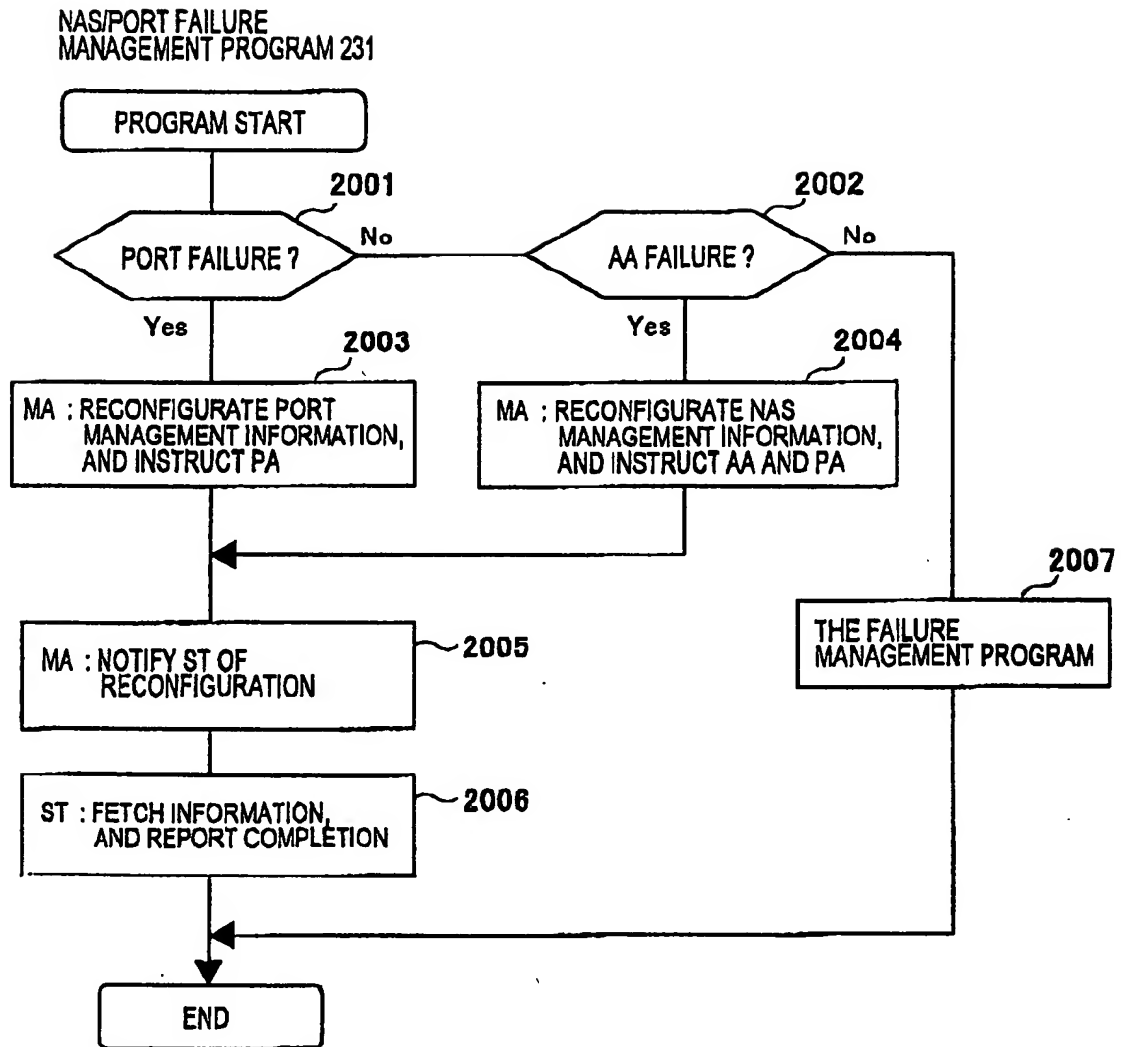 NAS/PORT FAILURE
MANAGEMENT PROGRAM 231
PROGRAM START
2001
2002
PORT FAILURE ?
No
AA FAILURE ?
No
Yes
Yes
2003
2004
MA : RECONFIGURATE PORT
MANAGEMENT INFORMATION,
AND INSTRUCT PA
MA : RECONFIGURATE NAS
MANAGEMENT INFORMATION,
AND INSTRUCT AA AND PA
2007
THE FAILURE
MANAGEMENT PROGRAM
MA : NOTIFY ST OF
RECONFIGURATION
2005
ST : FETCH INFORMATION,
AND REPORT COMPLETION
2006
END